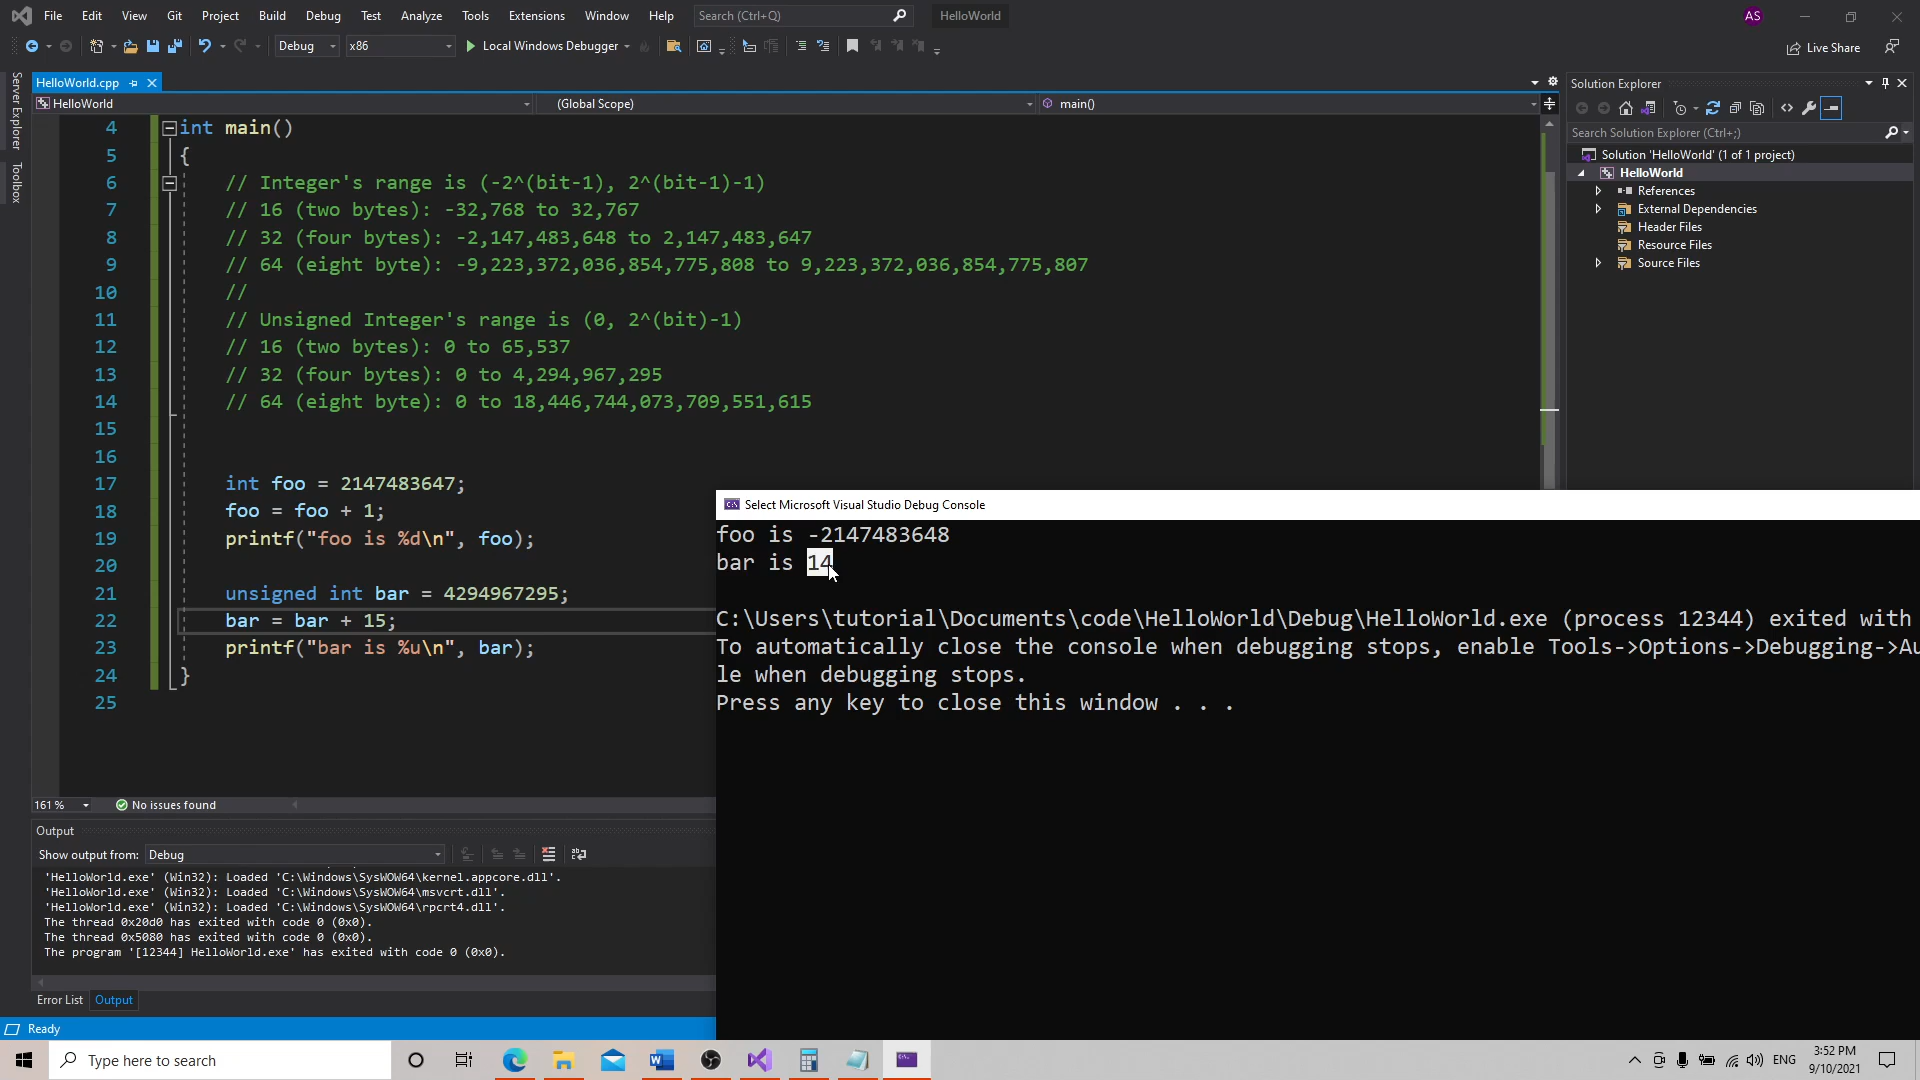 File Edit View Git Project Build Debug Test Analyze Tools Extensions Window Help Search (Ctrl+Q) HelloWorld AS
Debug x86 Local Windows Debugger Live Share
Server Explorer
Toolbox
HelloWorld.cpp
HelloWorld (Global Scope) main()
4 int main()
5 {
6 // Integer's range is (-2^(bit-1), 2^(bit-1)-1)
7 // 16 (two bytes): -32,768 to 32,767
8 // 32 (four bytes): -2,147,483,648 to 2,147,483,647
9 // 64 (eight byte): -9,223,372,036,854,775,808 to 9,223,372,036,854,775,807
10 //
11 // Unsigned Integer's range is (0, 2^(bit)-1)
12 // 16 (two bytes): 0 to 65,537
13 // 32 (four bytes): 0 to 4,294,967,295
14 // 64 (eight byte): 0 to 18,446,744,073,709,551,615
15
16
17 int foo = 2147483647;
18 foo = foo + 1;
19 printf("foo is %d\n", foo);
20
21 unsigned int bar = 4294967295;
22 bar = bar + 15;
23 printf("bar is %u\n", bar);
24 }
25
161 % No issues found
Output
Show output from: Debug
'HelloWorld.exe' (Win32): Loaded 'C:\Windows\SysWOW64\kernel.appcore.dll'.
'HelloWorld.exe' (Win32): Loaded 'C:\Windows\SysWOW64\msvcrt.dll'.
'HelloWorld.exe' (Win32): Loaded 'C:\Windows\SysWOW64\rpcrt4.dll'.
The thread 0x20d0 has exited with code 0 (0x0).
The thread 0x5080 has exited with code 0 (0x0).
The program '[12344] HelloWorld.exe' has exited with code 0 (0x0).
Error List Output
Ready
Solution Explorer
Search Solution Explorer (Ctrl+;)
Solution 'HelloWorld' (1 of 1 project)
HelloWorld
References
External Dependencies
Header Files
Resource Files
Source Files
Select Microsoft Visual Studio Debug Console
foo is -2147483648
bar is 14
C:\Users\tutorial\Documents\code\HelloWorld\Debug\HelloWorld.exe (process 12344) exited with
To automatically close the console when debugging stops, enable Tools->Options->Debugging->Au
le when debugging stops.
Press any key to close this window . . .
Type here to search
ENG
3:52 PM
9/10/2021